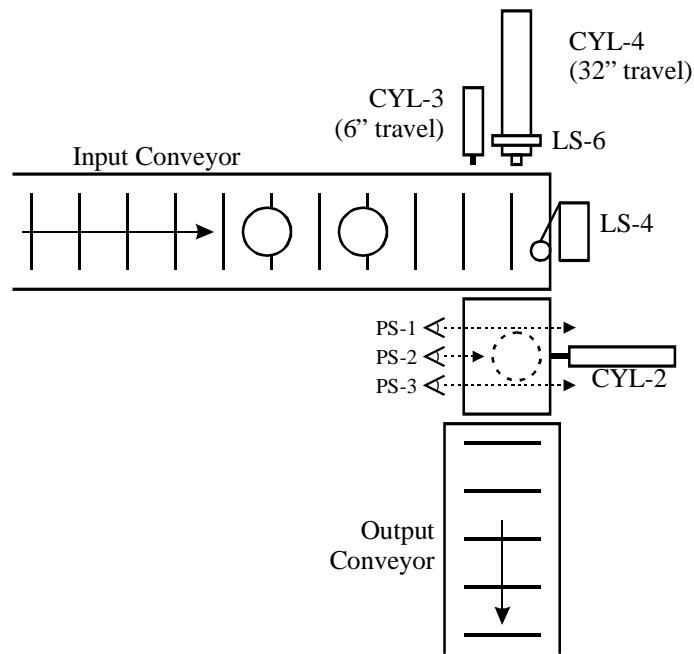 CYL-4
(32” travel)
CYL-3
(6” travel)
LS-6
Input Conveyor
LS-4
PS-1
PS-2
PS-3
CYL-2
Output
Conveyor